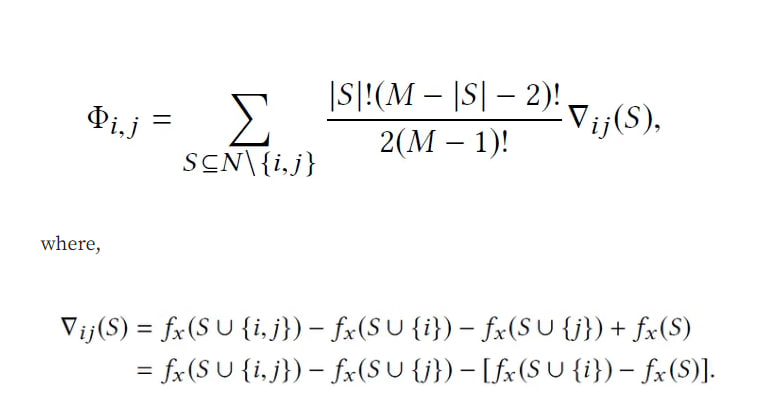 Φ_{i,j} = ∑_{S⊆N\{i,j}} |S|!(M − |S| − 2)! / 2(M − 1)! ∇_{ij}(S),
where,
∇_{ij}(S) = f_x(S ∪ {i, j}) − f_x(S ∪ {i}) − f_x(S ∪ {j}) + f_x(S)
= f_x(S ∪ {i, j}) − f_x(S ∪ {j}) − [f_x(S ∪ {i}) − f_x(S)].